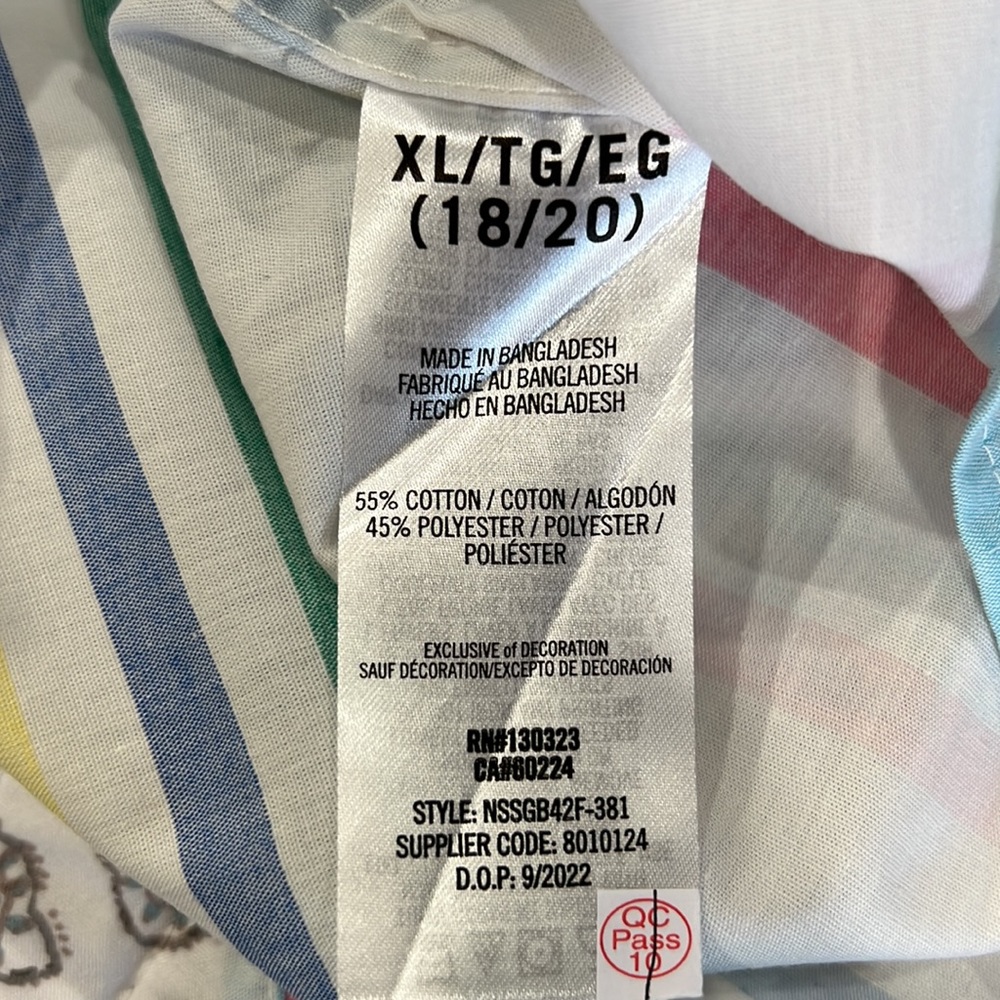 XL/TG/EG
(18/20)
MADE IN BANGLADESH
FABRIQUÉ AU BANGLADESH
HECHO EN BANGLADESH
55% COTTON / COTON / ALGODÓN
45% POLYESTER / POLYESTER /
POLIÉSTER
EXCLUSIVE of DECORATION
SAUF DÉCORATION/EXCEPTO DE DECORACIÓN
RN#130323
CA#60224
STYLE: NSSGB42F-381
SUPPLIER CODE: 8010124
D.O.P: 9/2022
QC
Pass
10